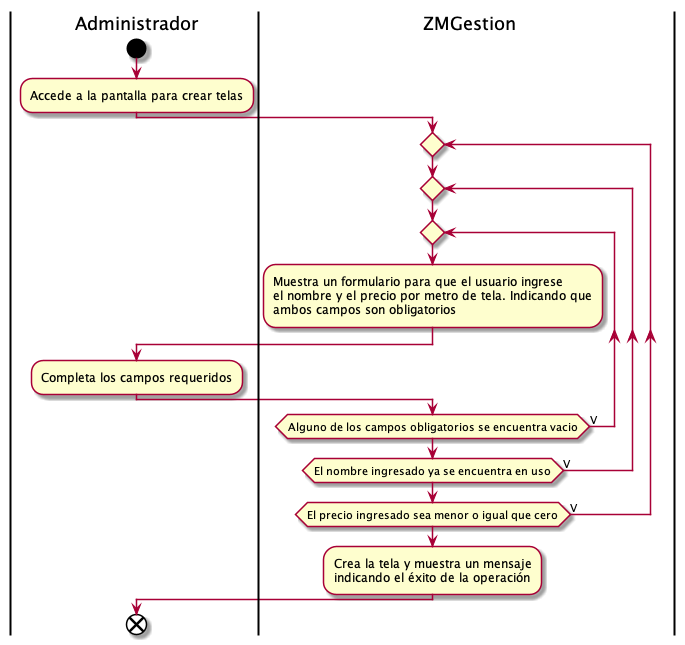 Administrador
ZMGestion
Accede a la pantalla para crear telas
Muestra un formulario para que el usuario ingrese
el nombre y el precio por metro de tela. Indicando que
ambos campos son obligatorios
Completa los campos requeridos
Alguno de los campos obligatorios se encuentra vacio
V
El nombre ingresado ya se encuentra en uso
V
El precio ingresado sea menor o igual que cero
V
Crea la tela y muestra un mensaje
indicando el éxito de la operación